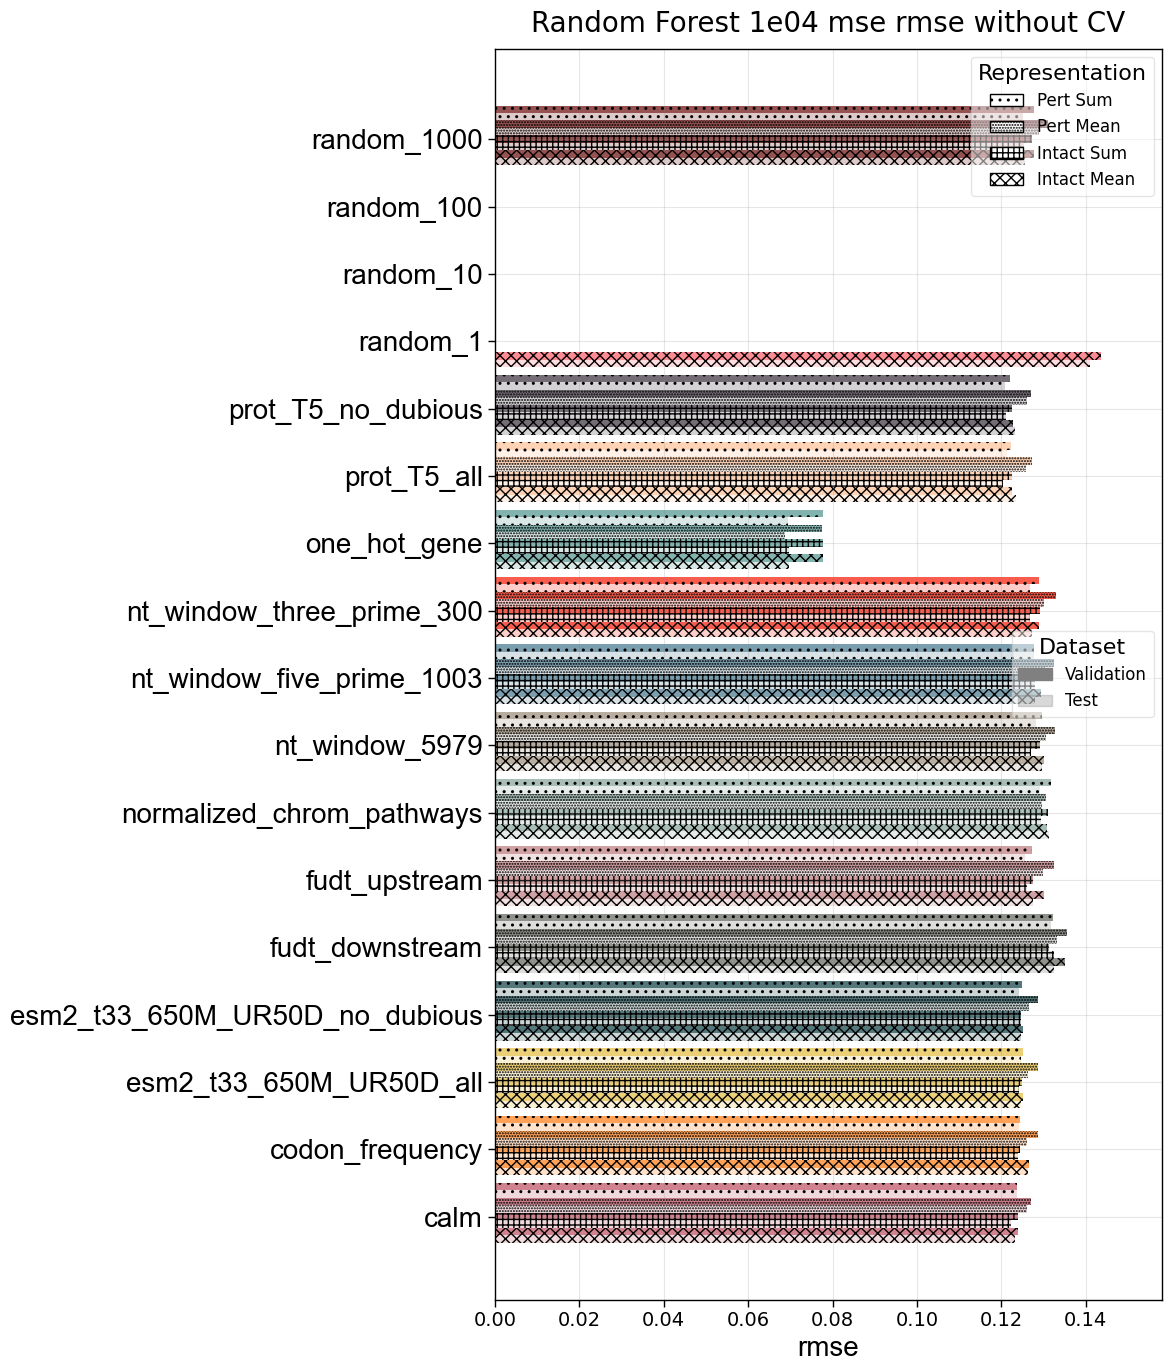 Random Forest 1e04 mse rmse without CV
Representation
Pert Sum
Pert Mean
Intact Sum
Intact Mean
random_1000
random_100
random_10
random_1
prot_T5_no_dubious
prot_T5_all
one_hot_gene
nt_window_three_prime_300
Dataset
Validation
Test
nt_window_five_prime_1003
nt_window_5979
normalized_chrom_pathways
fudt_upstream
fudt_downstream
esm2_t33_650M_UR50D_no_dubious
esm2_t33_650M_UR50D_all
codon_frequency
calm
0.00 0.02 0.04 0.06 0.08 0.10 0.12 0.14
rmse